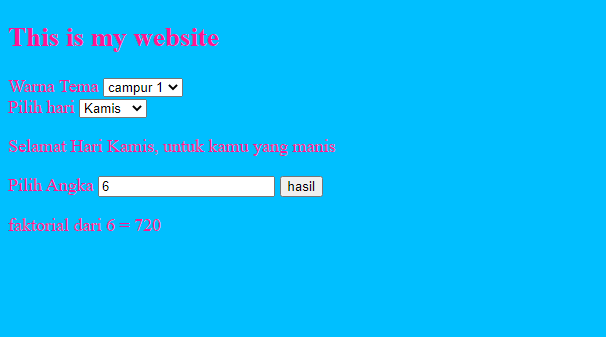 This is my website
Warna Tema campur 1
Pilih hari Kamis
Selamat Hari Kamis, untuk kamu yang manis
Pilih Angka 6 hasil
faktorial dari 6 = 720